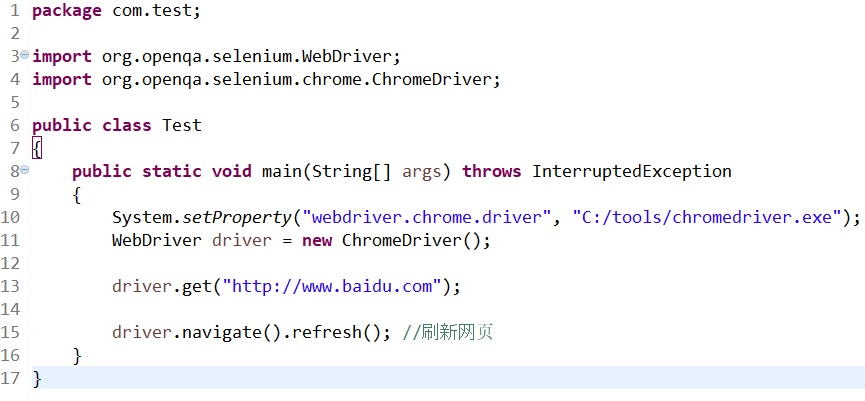 1 package com.test;
2
3 import org.openqa.selenium.WebDriver;
4 import org.openqa.selenium.chrome.ChromeDriver;
5
6 public class Test
7 {
8     public static void main(String[] args) throws InterruptedException
9     {
10         System.setProperty("webdriver.chrome.driver", "C:/tools/chromedriver.exe");
11         WebDriver driver = new ChromeDriver();
12
13         driver.get("http://www.baidu.com");
14
15         driver.navigate().refresh(); //刷新网页
16     }
17 }